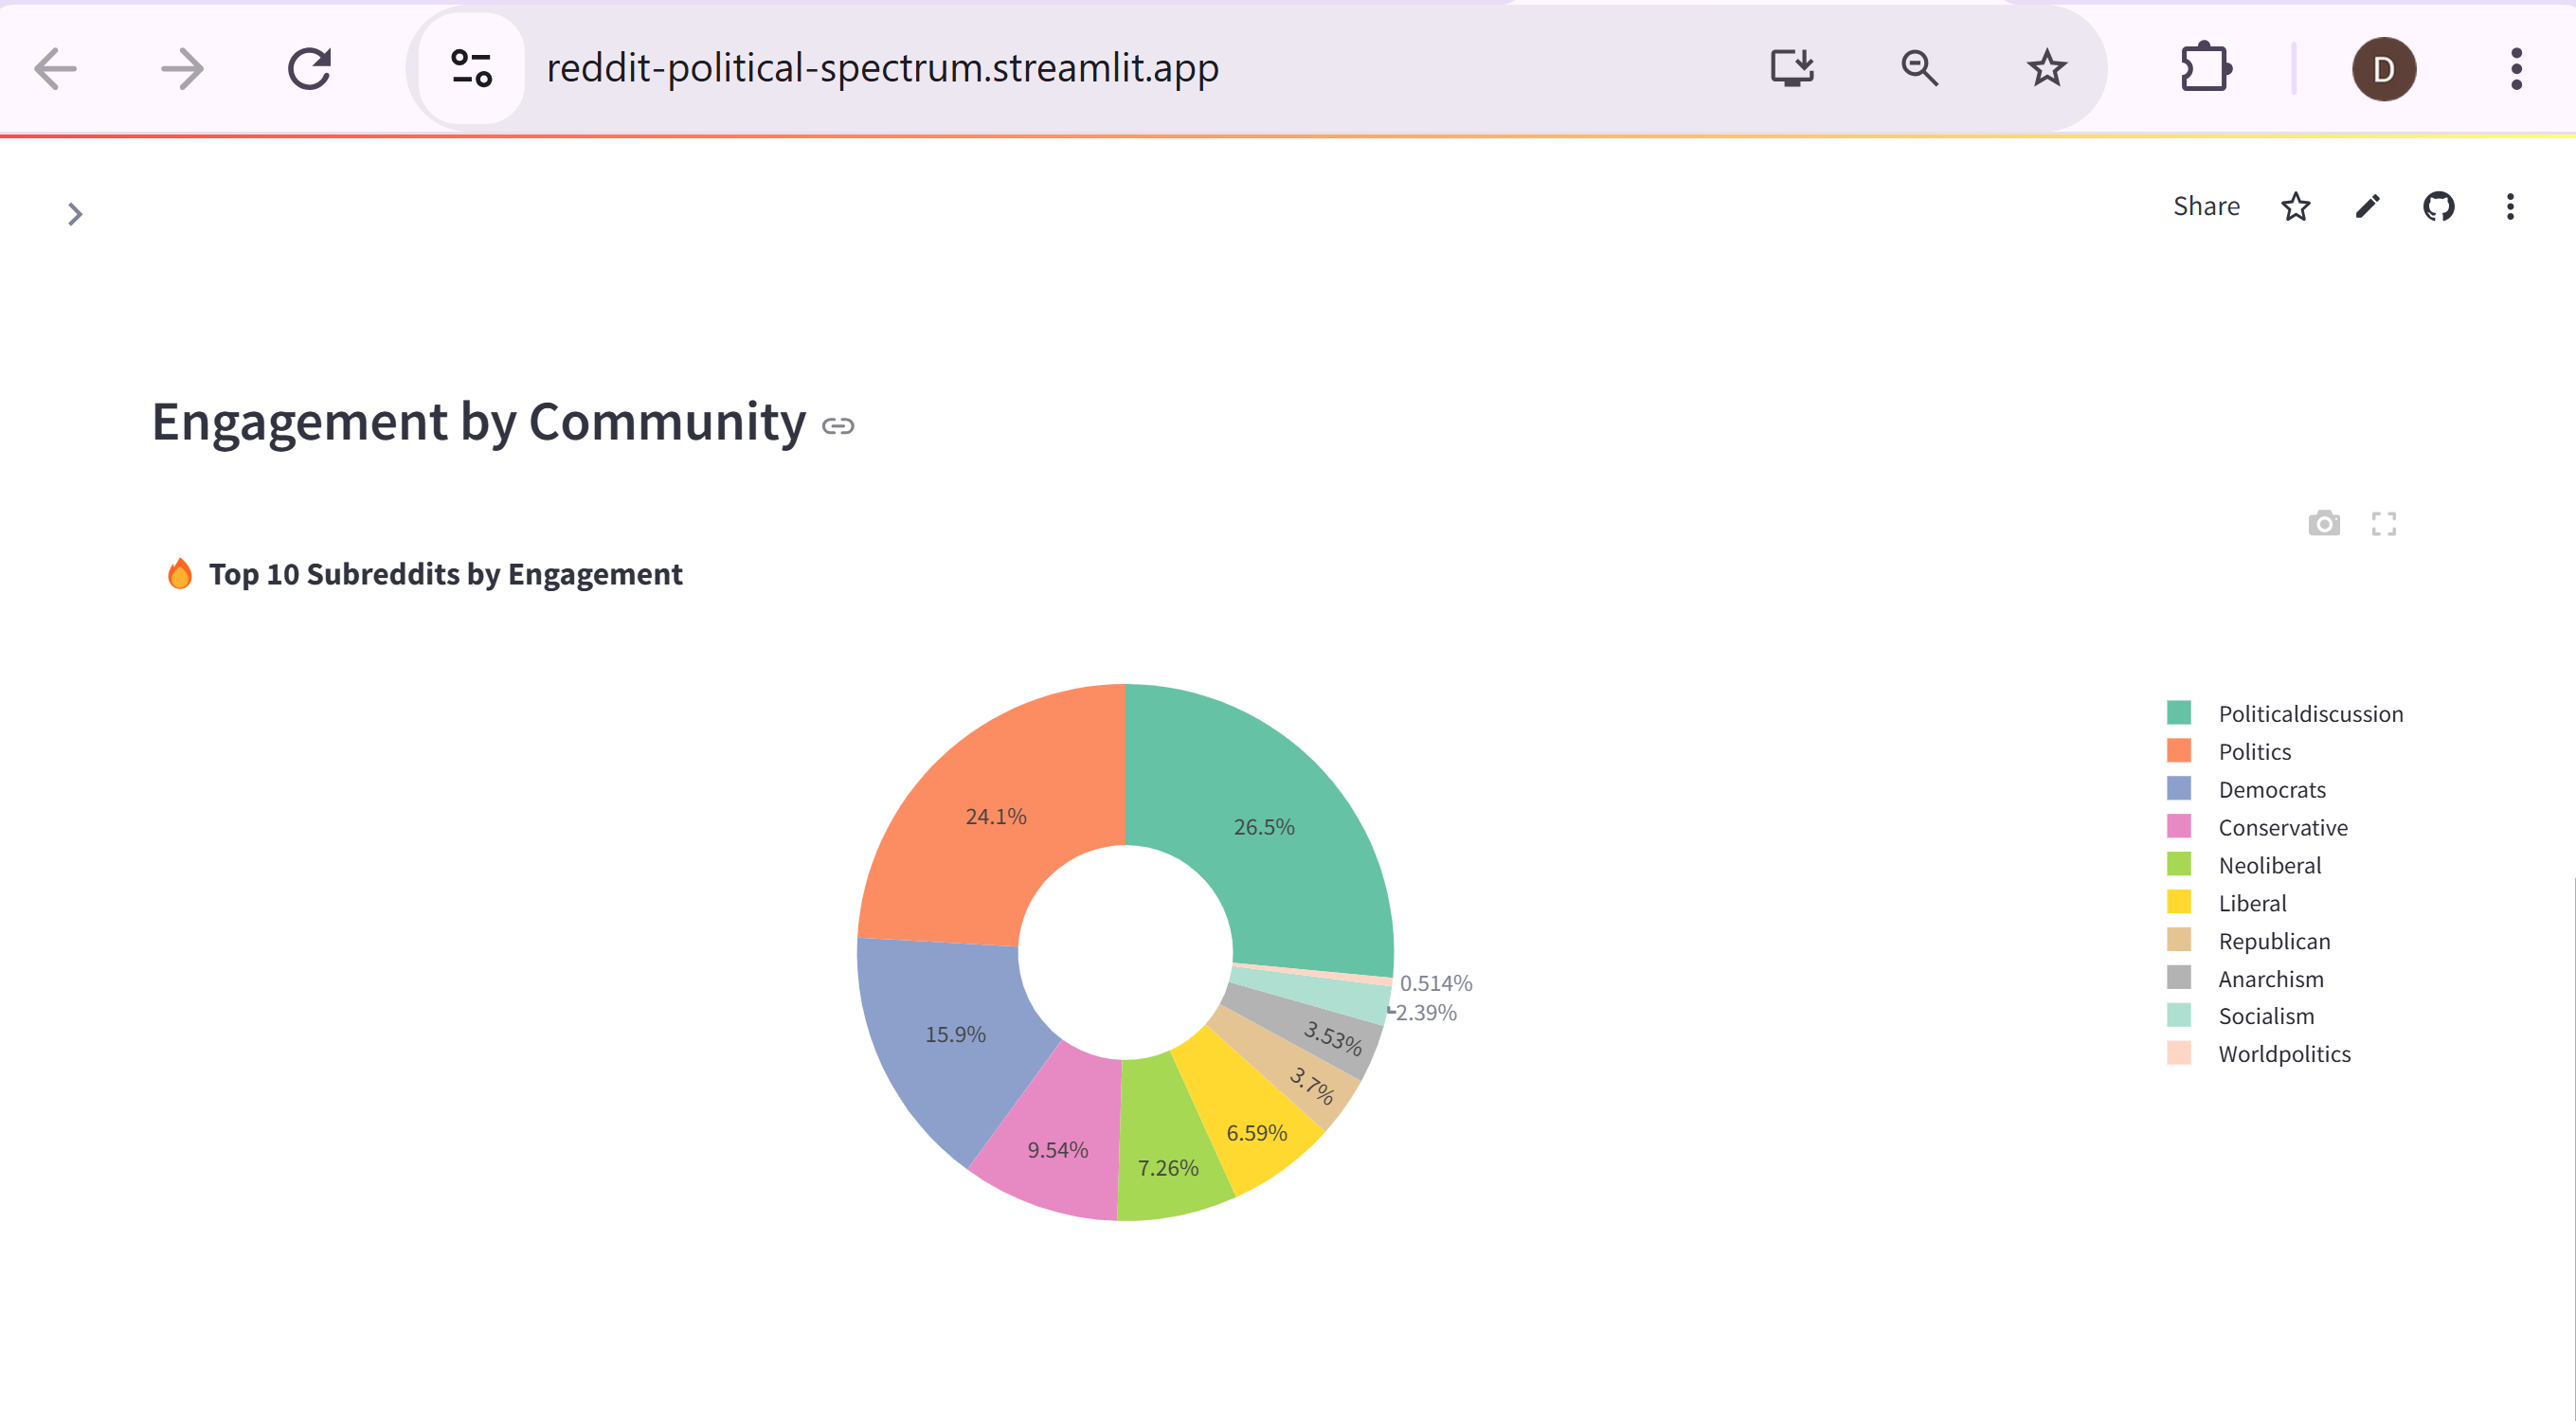 reddit-political-spectrum.streamlit.app
D
Share
Engagement by Community
Top 10 Subreddits by Engagement
24.1%
26.5%
15.9%
9.54%
7.26%
6.59%
3.7%
3.53%
2.39%
0.514%
Politicaldiscussion
Politics
Democrats
Conservative
Neoliberal
Liberal
Republican
Anarchism
Socialism
Worldpolitics